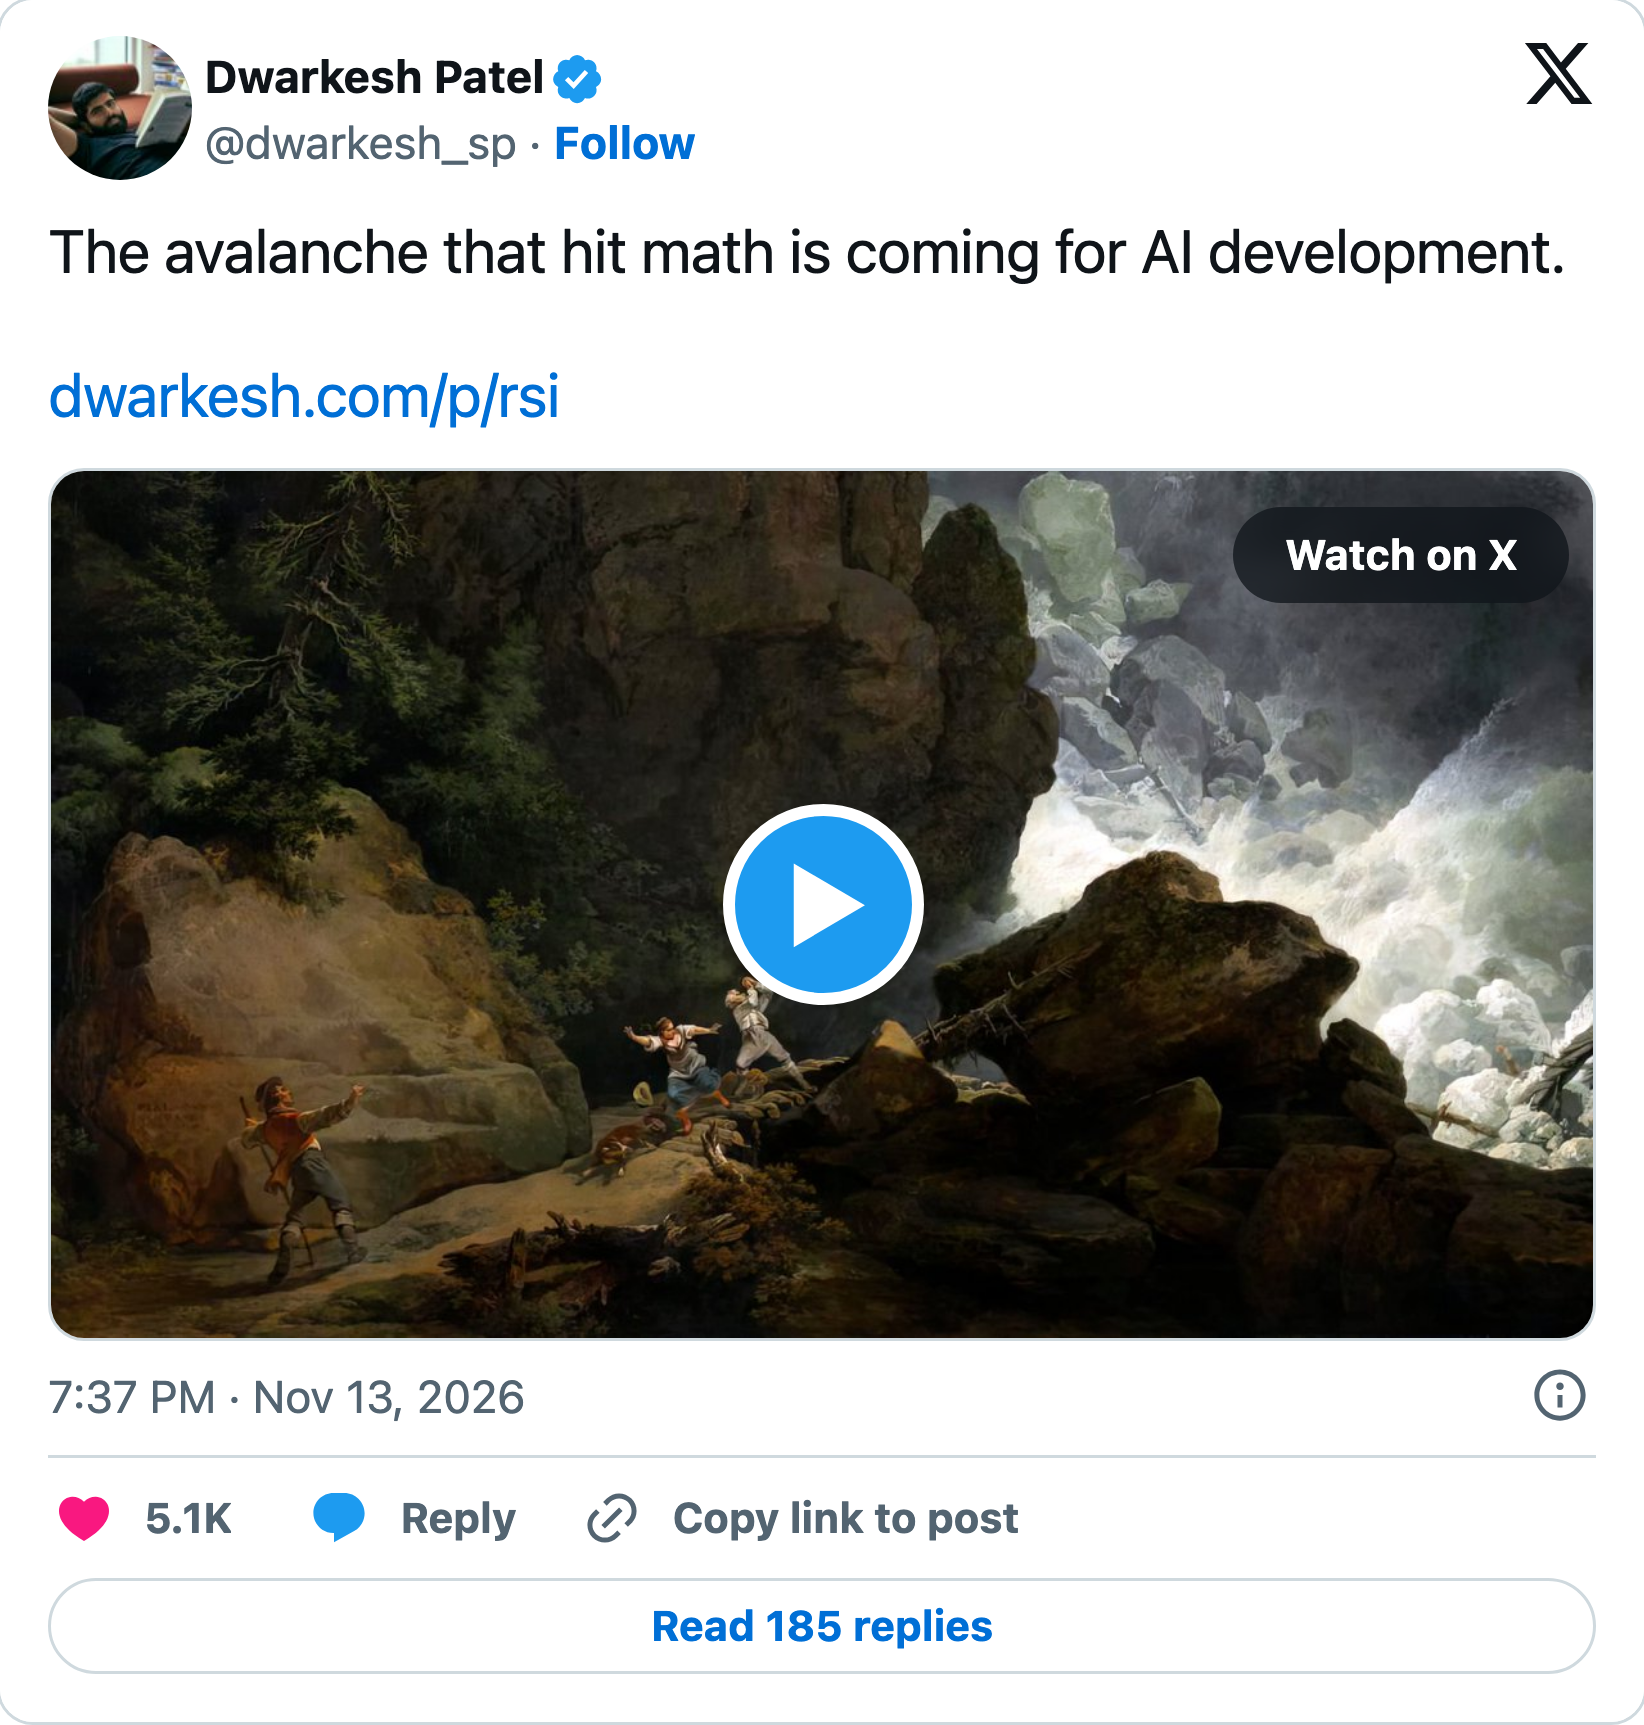 Dwarkesh Patel
@dwarkesh_sp · Follow
The avalanche that hit math is coming for AI development.
dwarkesh.com/p/rsi
Watch on X
7:37 PM · Nov 13, 2026
5.1K Reply Copy link to post
Read 185 replies